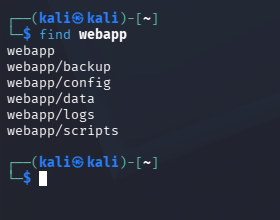 ┌──(kali㉿kali)-[~]
└─$ find webapp
webapp
webapp/backup
webapp/config
webapp/data
webapp/logs
webapp/scripts
┌──(kali㉿kali)-[~]
└─$